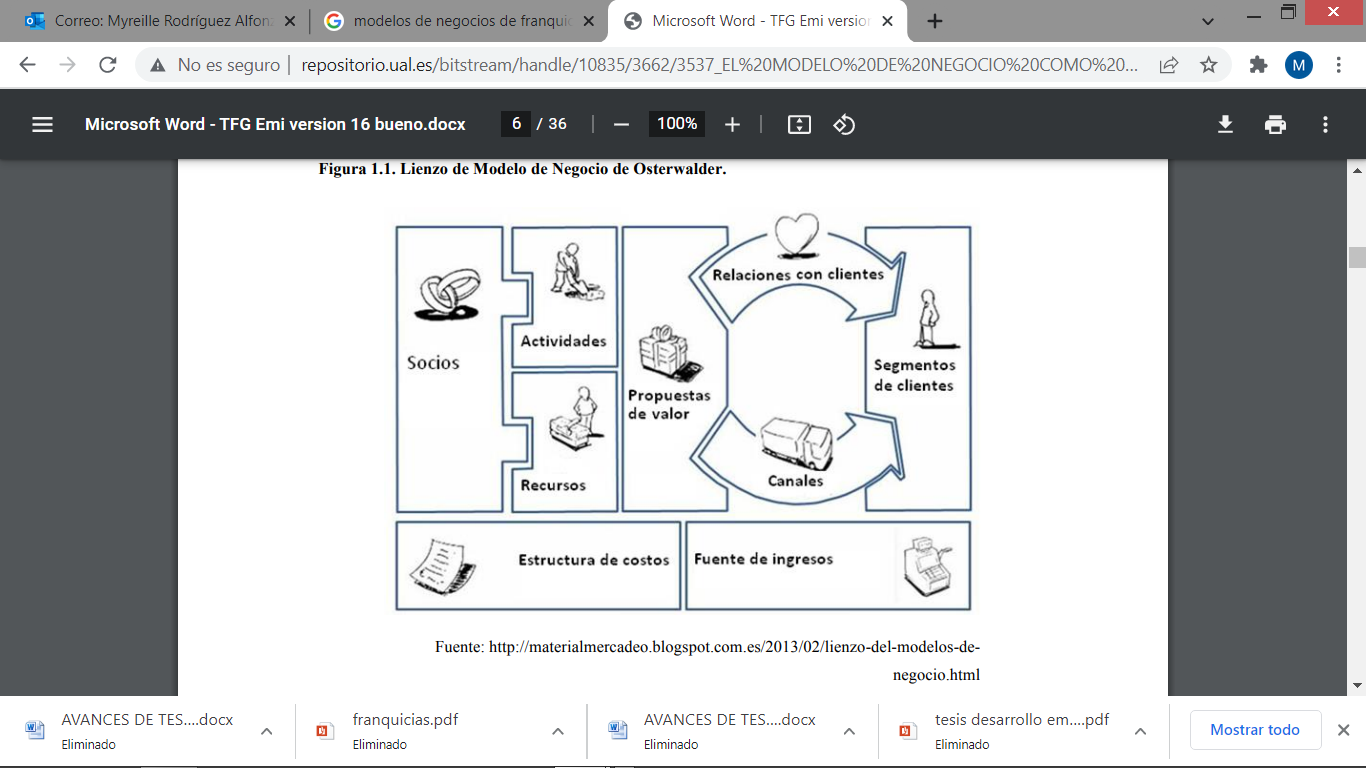 Correo: Myreille Rodríguez Alfonz
modelos de negocios de franquic
Microsoft Word - TFG Emi version
No es seguro
repositorio.ual.es/bitstream/handle/10835/3662/3537_EL%20MODELO%20DE%20NEGOCIO%20COMO%20...
M
Microsoft Word - TFG Emi version 16 bueno.docx
6 / 36
100%
Figura 1.1. Lienzo de Modelo de Negocio de Osterwalder.
Relaciones con clientes
Actividades
Socios
Segmentos
de clientes
Propuestas
de valor
Recursos
Canales
Estructura de costos
Fuente de ingresos
Fuente: http://materialmercadeo.blogspot.com.es/2013/02/lienzo-del-modelos-de-
negocio.html
AVANCES DE TES....docx
Eliminado
franquicias.pdf
Eliminado
AVANCES DE TES....docx
Eliminado
tesis desarrollo em....pdf
Eliminado
Mostrar todo